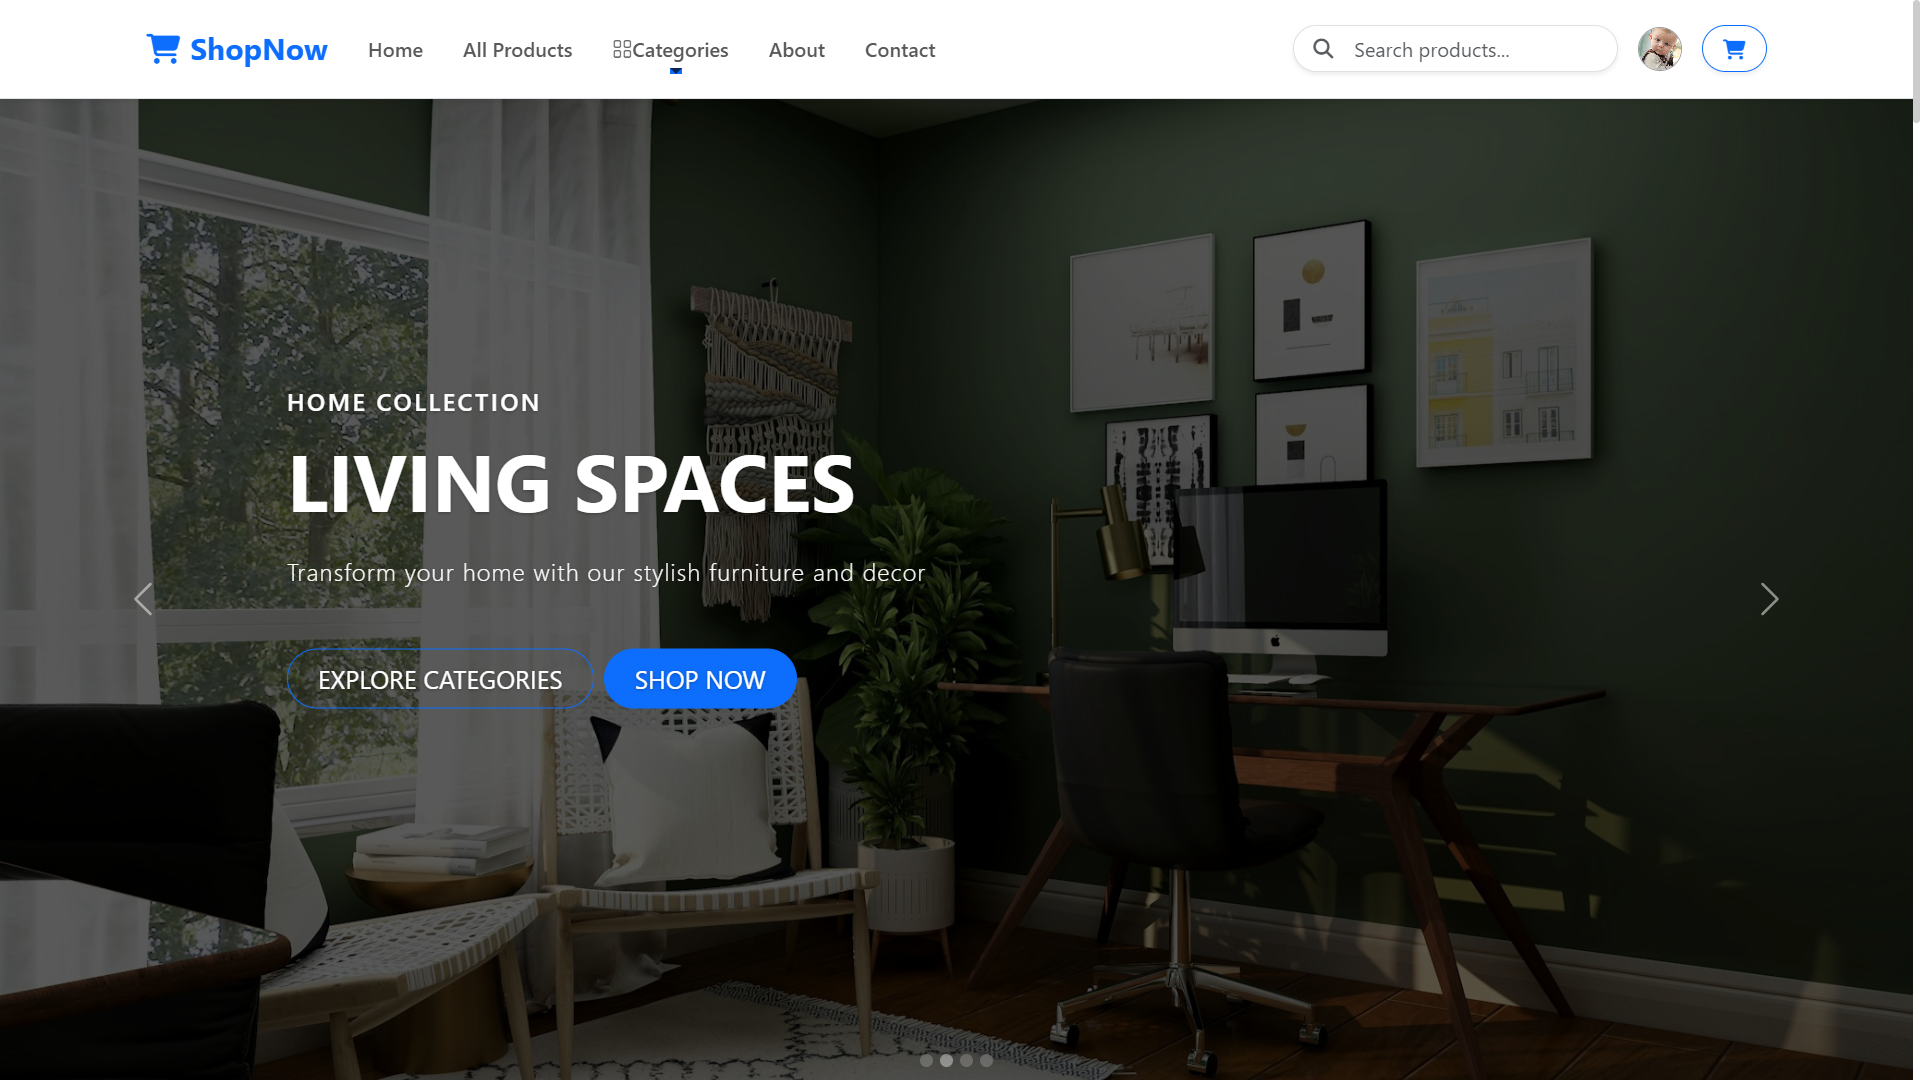 ShopNow
Home
All Products
Categories
About
Contact
Search products...
HOME COLLECTION
LIVING SPACES
Transform your home with our stylish furniture and decor
EXPLORE CATEGORIES
SHOP NOW